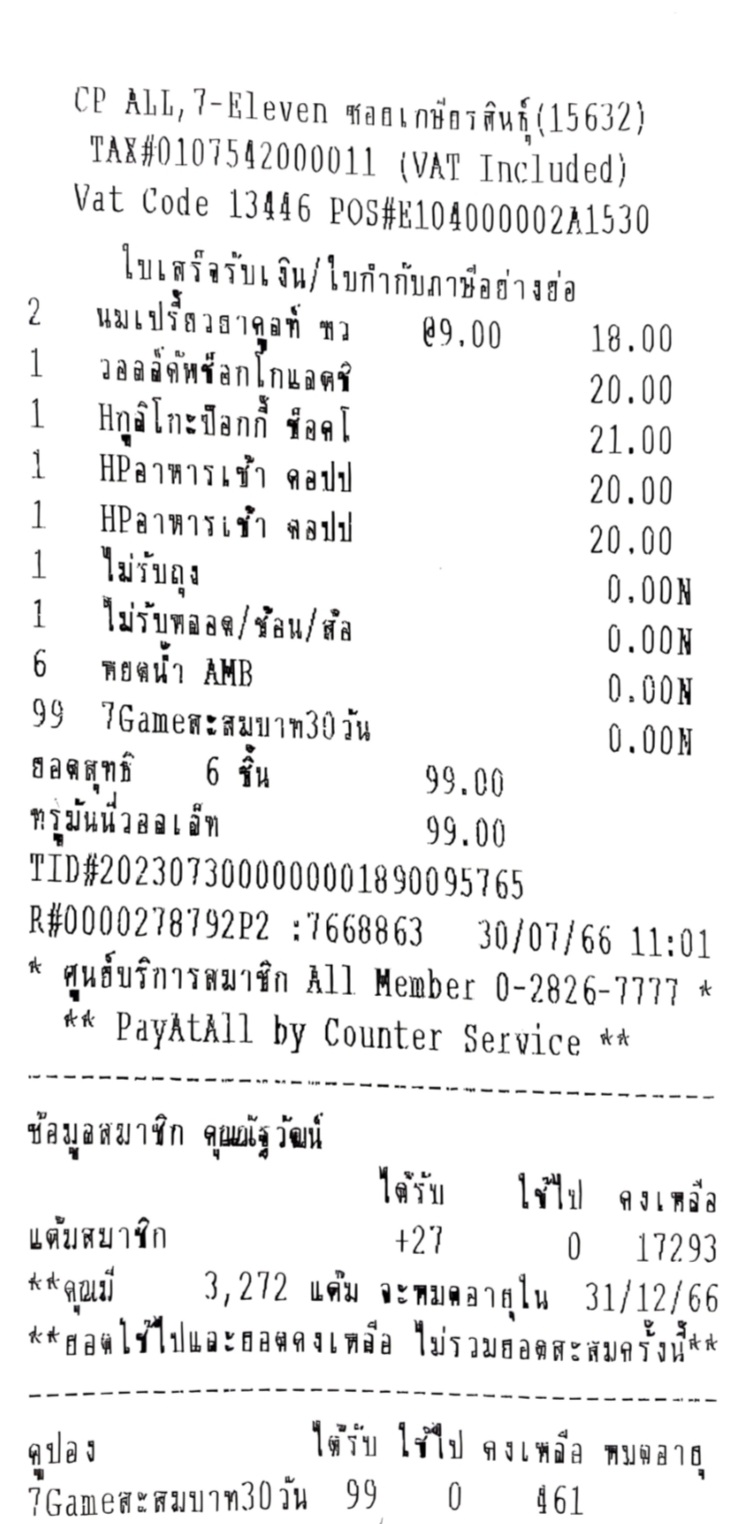 CP ALL,7-Eleven ซอยเกษียรสินธุ์(15632)
TAX#0107542000011 (VAT Included)
Vat Code 13446 POS#E104000002A1530
ใบเสร็จรับเงิน/ใบกำกับภาษีอย่างย่อ
2 นมเปรี้ยวยาคูลท์ ขว @9.00 18.00
1 วอลล์คัพช็อกโกแลตชิ 20.00
1 Hกูลิโกะป๊อกกี้ ช็อคโ 21.00
1 HPอาหารเช้า คอปป 20.00
1 HPอาหารเช้า คอปป 20.00
1 ไม่รับถุง 0.00N
1 ไม่รับหลอด/ช้อน/ส้อ 0.00N
6 หยดน้ำ AMB 0.00N
99 7Gameสะสมบาท30วัน 0.00N
ยอดสุทธิ 6 ชิ้น 99.00
ทรูมันนี่วอลเล็ท 99.00
TID#2023073000000001890095765
R#0000278792P2 :7668863 30/07/66 11:01
* ศูนย์บริการสมาชิก All Member 0-2826-7777 *
** PayAtAll by Counter Service **
ข้อมูลสมาชิก คุณณัฐวัฒน์
ได้รับ ใช้ไป คงเหลือ
แต้มสมาชิก +27 0 17293
**คุณมี 3,272 แต้ม จะหมดอายุใน 31/12/66
**ยอดใช้ไปและยอดคงเหลือ ไม่รวมยอดสะสมครั้งนี้**
คูปอง ได้รับ ใช้ไป คงเหลือ หมดอายุ
7Gameสะสมบาท30วัน 99 0 461